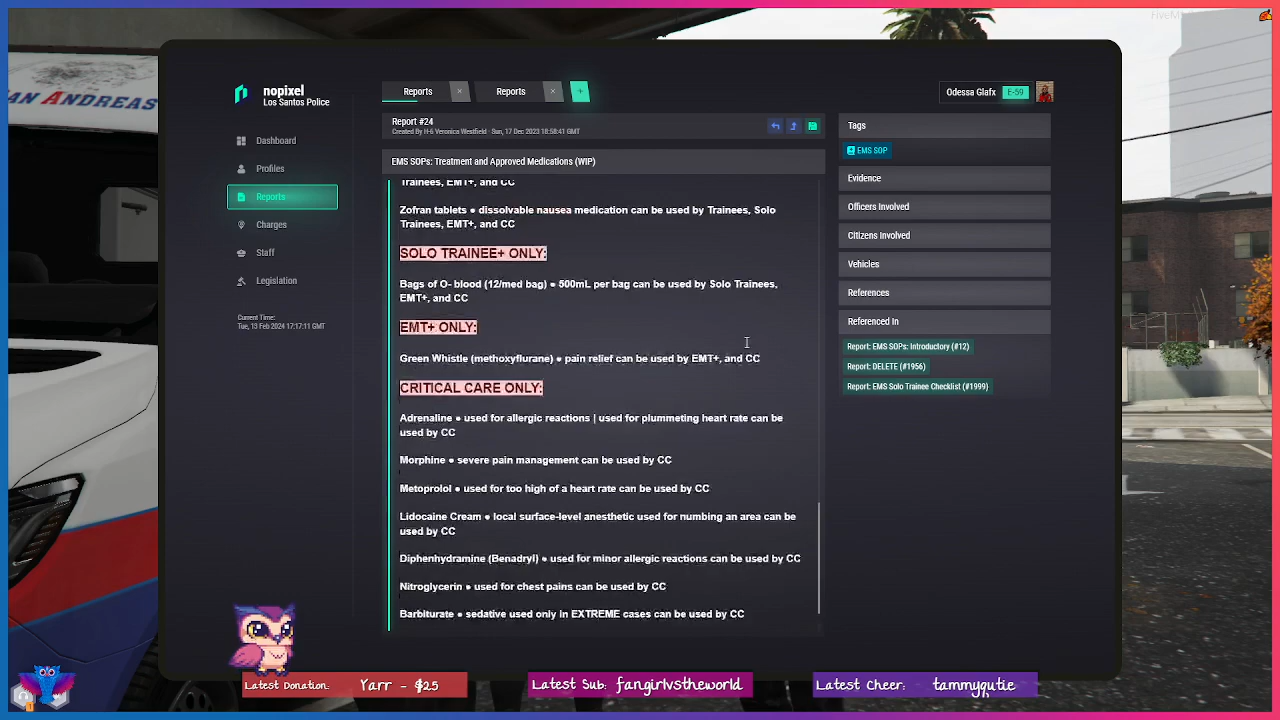 FiveM
AN ANDREAS
nopixel
Los Santos Police
Reports
×
Reports
×
+
Odessa Glafx
E-59
Dashboard
Profiles
Reports
Charges
Staff
Legislation
Current Time:
Tue, 13 Feb 2024 17:17:11 GMT
Report #24
Created By H-6 Veronica Westfield · Sun, 17 Dec 2023 18:58:41 GMT
EMS SOPs: Treatment and Approved Medications (WIP)
Trainees, EMT+, and CC
Zofran tablets ● dissolvable nausea medication can be used by Trainees, Solo
Trainees, EMT+, and CC
SOLO TRAINEE+ ONLY:
Bags of O- blood (12/med bag) ● 500mL per bag can be used by Solo Trainees,
EMT+, and CC
EMT+ ONLY:
Green Whistle (methoxyflurane) ● pain relief can be used by EMT+, and CC
CRITICAL CARE ONLY:
Adrenaline ● used for allergic reactions | used for plummeting heart rate can be
used by CC
Morphine ● severe pain management can be used by CC
Metoprolol ● used for too high of a heart rate can be used by CC
Lidocaine Cream ● local surface-level anesthetic used for numbing an area can be
used by CC
Diphenhydramine (Benadryl) ● used for minor allergic reactions can be used by CC
Nitroglycerin ● used for chest pains can be used by CC
Barbiturate ● sedative used only in EXTREME cases can be used by CC
Tags
EMS SOP
Evidence
Officers Involved
Citizens Involved
Vehicles
References
Referenced In
Report: EMS SOPs: Introductory (#12)
Report: DELETE (#1956)
Report: EMS Solo Trainee Checklist (#1999)
Latest Donation: Yarr - $25
Latest Sub: fangirlvstheworld
Latest Cheer: tammyqutie